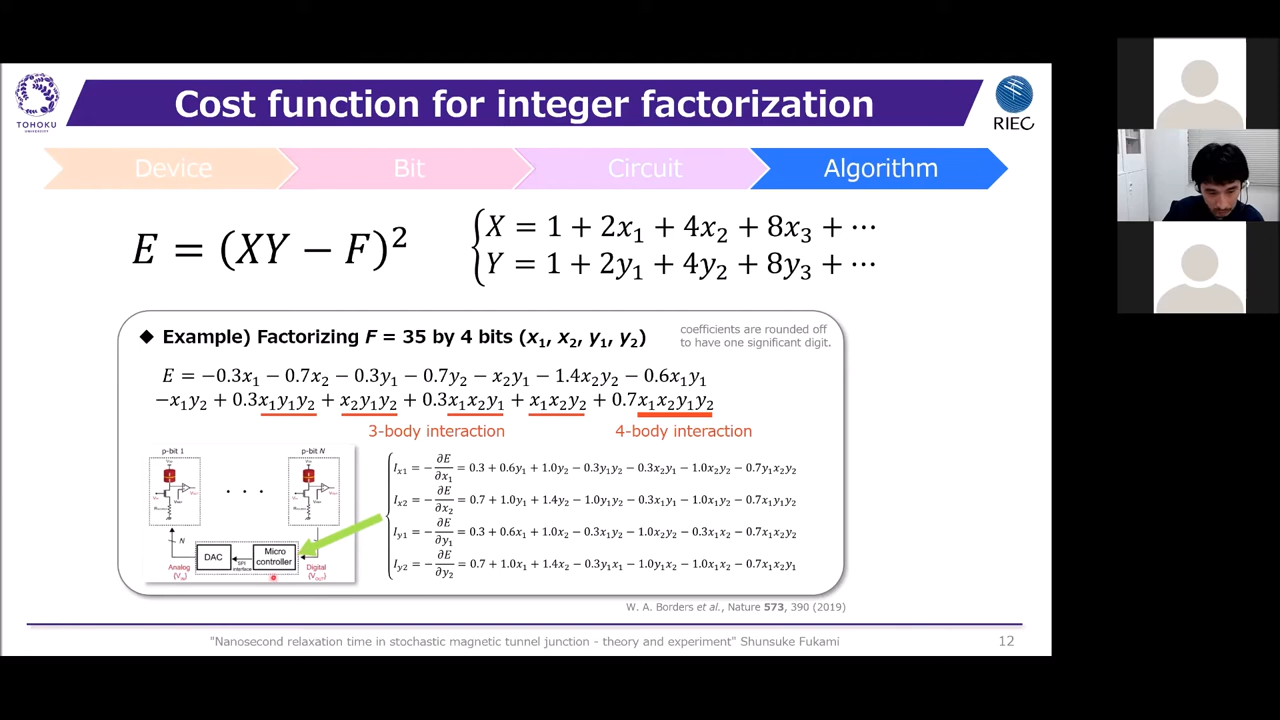 Cost function for integer factorization
TOHOKU
UNIVERSITY
RIEC
Device
Bit
Circuit
Algorithm
E = (XY − F)²
X = 1 + 2x₁ + 4x₂ + 8x₃ + ⋯
Y = 1 + 2y₁ + 4y₂ + 8y₃ + ⋯
◆ Example) Factorizing F = 35 by 4 bits (x₁, x₂, y₁, y₂)
coefficients are rounded off
to have one significant digit.
E = −0.3x₁ − 0.7x₂ − 0.3y₁ − 0.7y₂ − x₂y₁ − 1.4x₂y₂ − 0.6x₁y₁
−x₁y₂ + 0.3x₁y₁y₂ + x₂y₁y₂ + 0.3x₁x₂y₁ + x₁x₂y₂ + 0.7x₁x₂y₁y₂
3-body interaction
4-body interaction
p-bit 1
p-bit N
N
DAC
SPI
interface
Micro
controller
Analog
(V_IN)
Digital
(V_OUT)
I_x1 = −∂E/∂x₁ = 0.3 + 0.6y₁ + 1.0y₂ − 0.3y₁y₂ − 0.3x₂y₁ − 1.0x₂y₂ − 0.7y₁x₂y₂
I_x2 = −∂E/∂x₂ = 0.7 + 1.0y₁ + 1.4y₂ − 1.0y₁y₂ − 0.3x₁y₁ − 1.0x₁y₂ − 0.7x₁y₁y₂
I_y1 = −∂E/∂y₁ = 0.3 + 0.6x₁ + 1.0x₂ − 0.3x₁y₂ − 1.0x₂y₂ − 0.3x₁x₂ − 0.7x₁x₂y₂
I_y2 = −∂E/∂y₂ = 0.7 + 1.0x₁ + 1.4x₂ − 0.3y₁x₁ − 1.0y₁x₂ − 1.0x₁x₂ − 0.7x₁x₂y₁
W. A. Borders et al., Nature 573, 390 (2019)
"Nanosecond relaxation time in stochastic magnetic tunnel junction - theory and experiment" Shunsuke Fukami
12